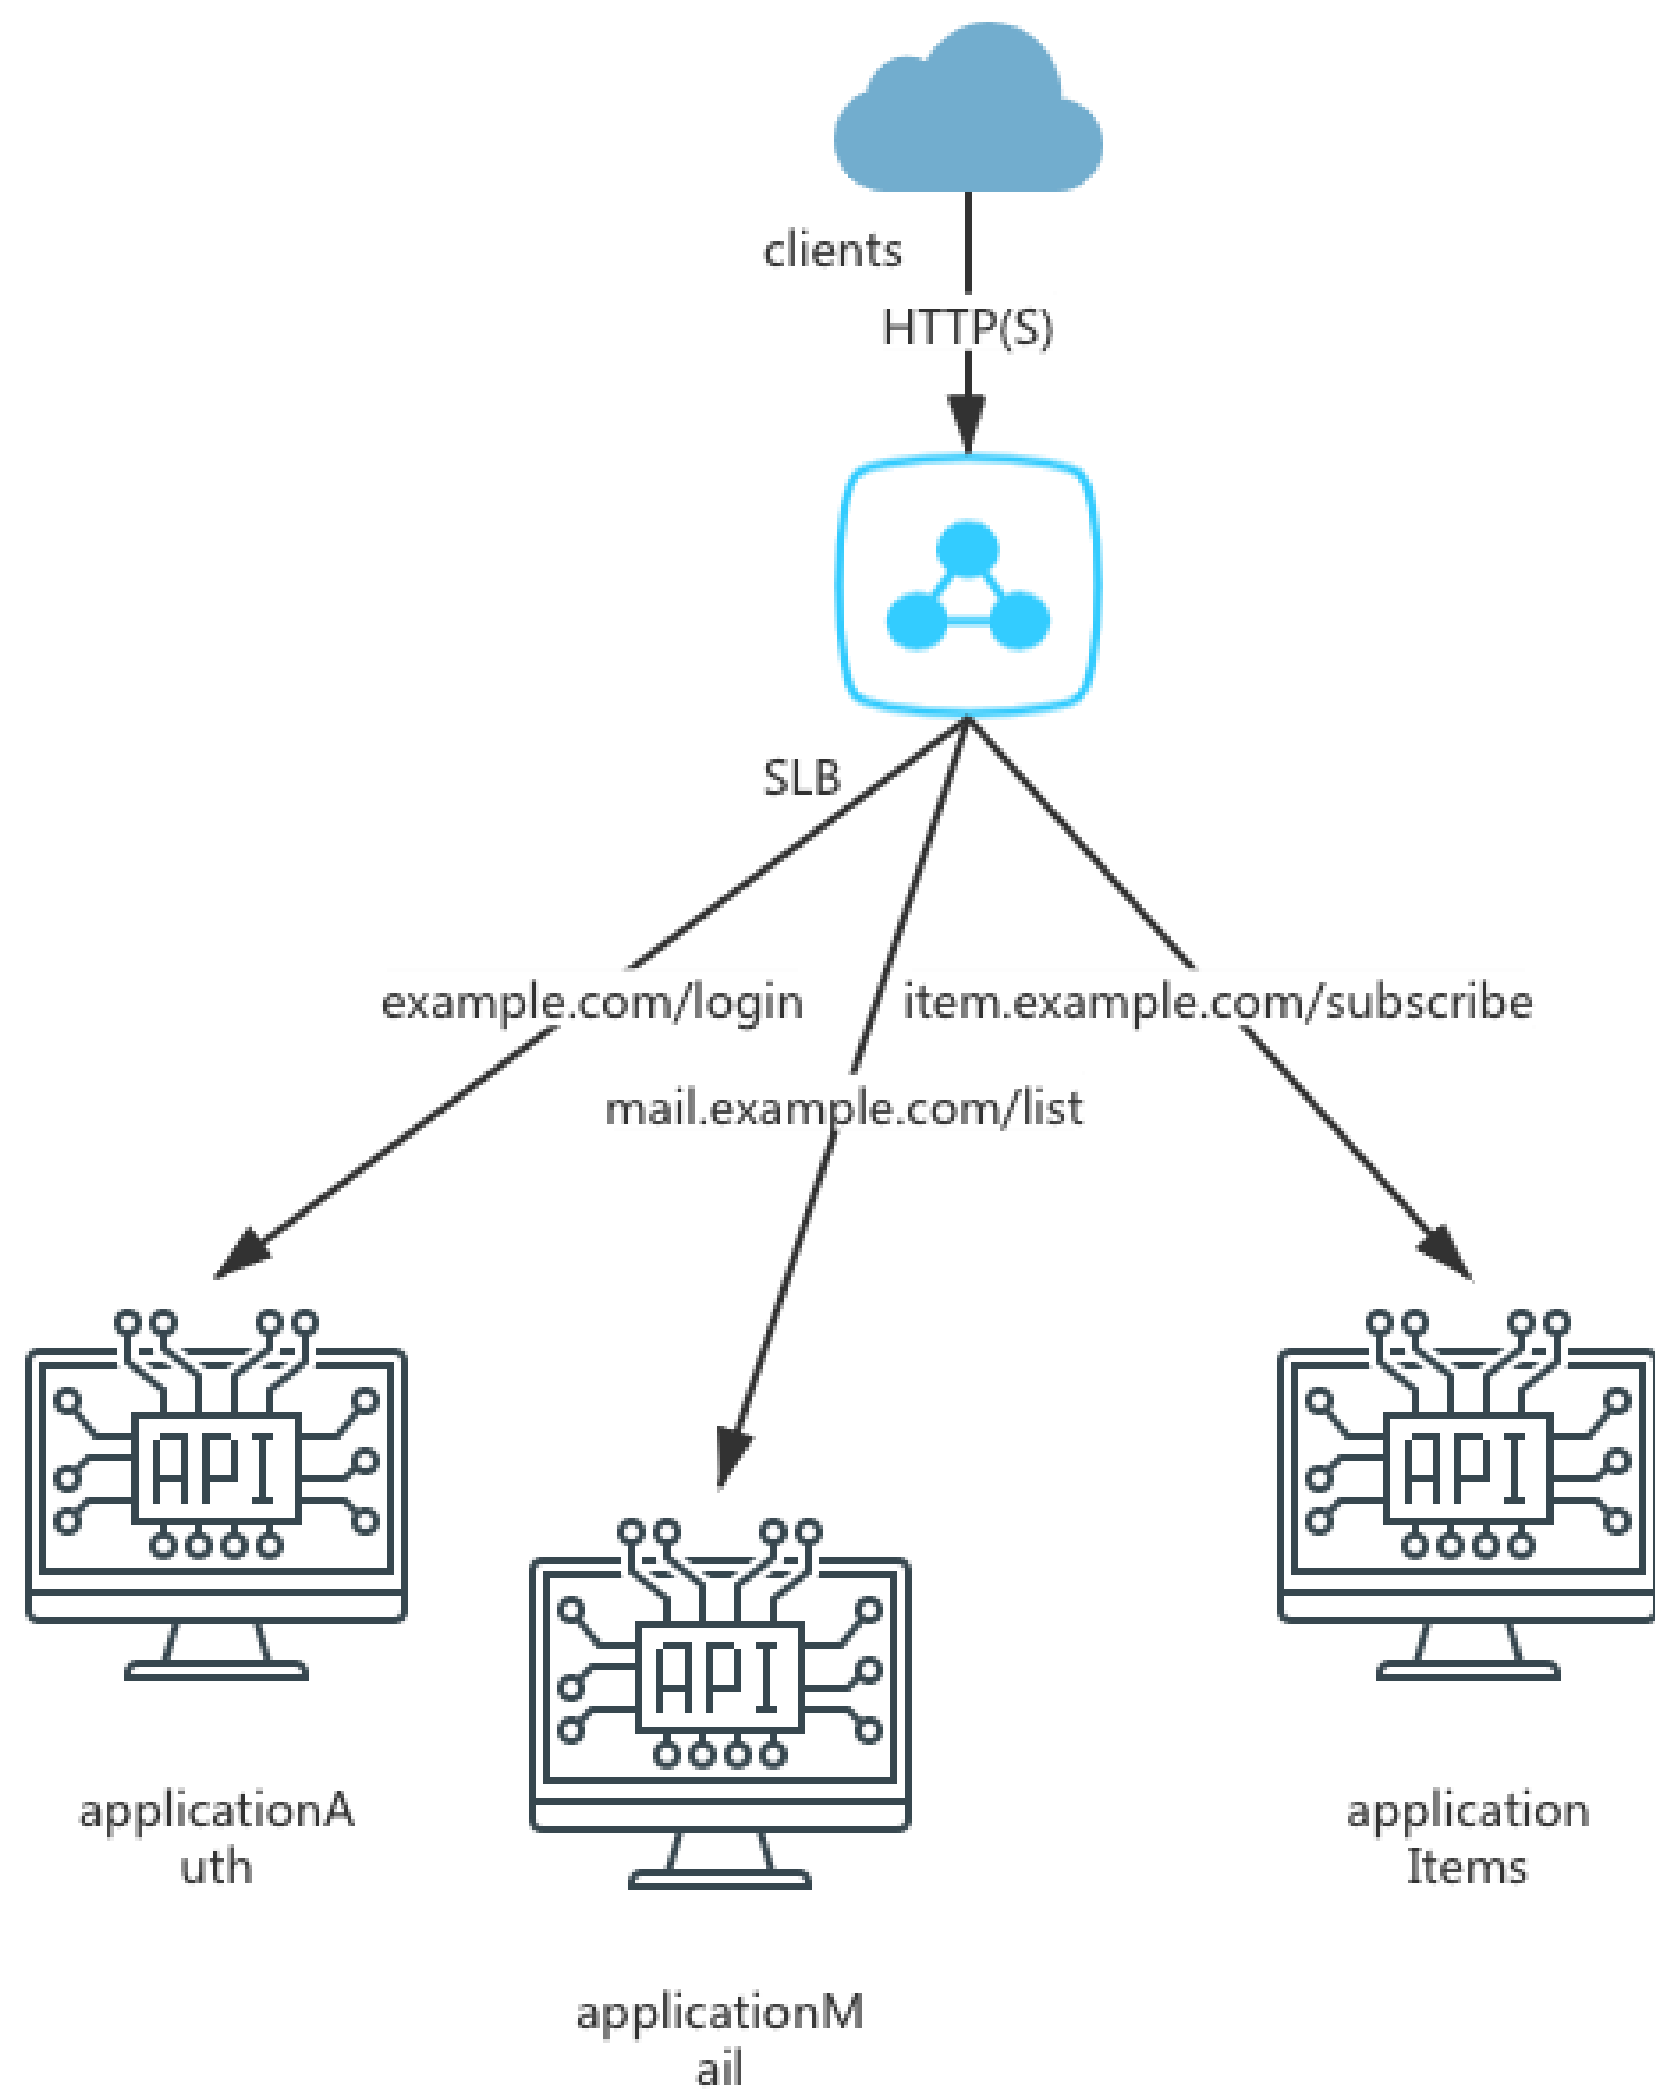 clients
HTTP(S)
SLB
example.com/login
item.example.com/subscribe
mail.example.com/list
API
API
API
applicationA
uth
application
Items
applicationM
ail